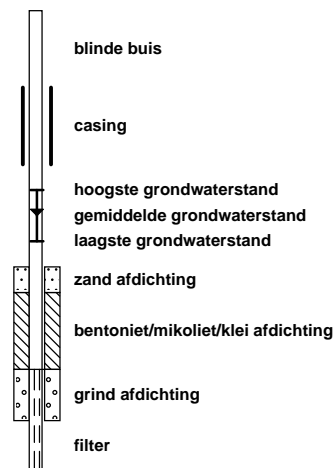 blinde buis
casing
hoogste grondwaterstand
gemiddelde grondwaterstand
laagste grondwaterstand
zand afdichting
bentoniet/mikoliet/klei afdichting
grind afdichting
filter